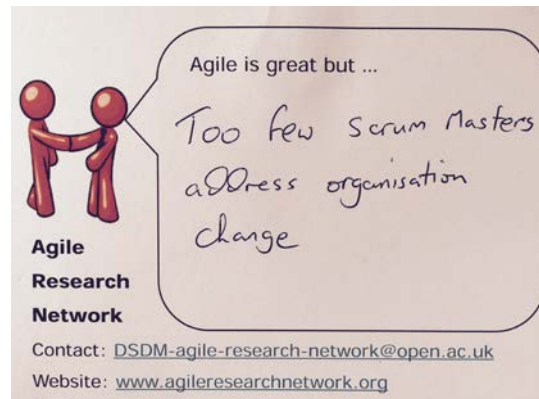 Agile is great but ...
Too few Scrum Masters
address organisation
change
Agile
Research
Network
Contact: DSDM-agile-research-network@open.ac.uk
Website: www.agileresearchnetwork.org